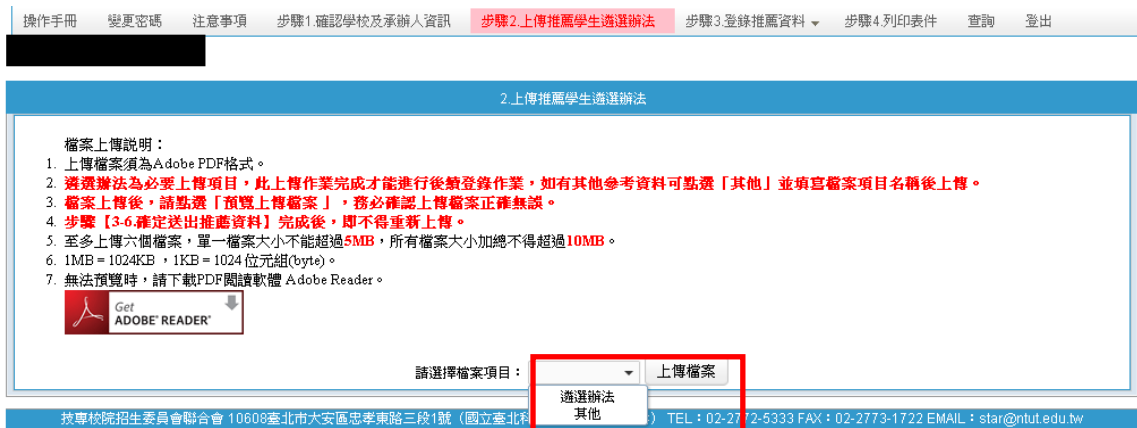 操作手冊 變更密碼 注意事項 步驟1.確認學校及承辦人資訊 步驟2.上傳推薦學生遴選辦法 步驟3.登錄推薦資料 步驟4.列印表件 查詢 登出
2.上傳推薦學生遴選辦法
檔案上傳說明：
1. 上傳檔案須為Adobe PDF格式。
2. 遴選辦法為必要上傳項目，此上傳作業完成才能進行後續登錄作業，如有其他參考資料可點選「其他」並填寫檔案項目名稱後上傳。
3. 檔案上傳後，請點選「預覽上傳檔案 」，務必確認上傳檔案正確無誤。
4. 步驟【3-6.確定送出推薦資料】完成後，即不得重新上傳。
5. 至多上傳六個檔案，單一檔案大小不能超過5MB，所有檔案大小加總不得超過10MB。
6. 1MB = 1024KB ，1KB = 1024 位元組(byte)。
7. 無法預覽時，請下載PDF閱讀軟體 Adobe Reader。
Get
ADOBE® READER®
請選擇檔案項目： 上傳檔案
遴選辦法
其他
技專校院招生委員會聯合會 10608臺北市大安區忠孝東路三段1號（國立臺北科 ） TEL：02-2772-5333 FAX：02-2773-1722 EMAIL：star@ntut.edu.tw